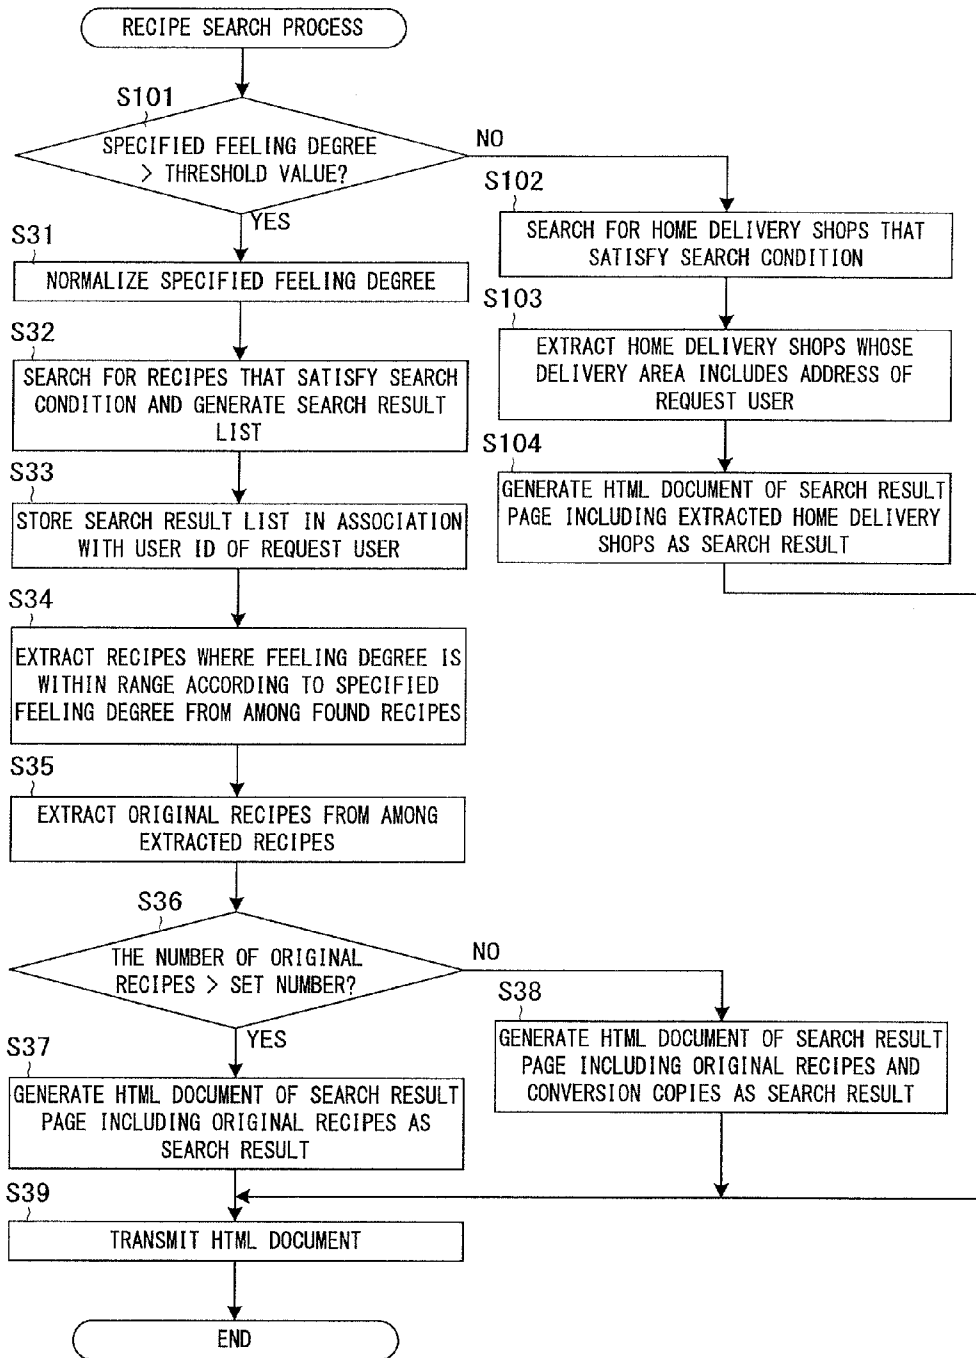 RECIPE SEARCH PROCESS
S101
SPECIFIED FEELING DEGREE
> THRESHOLD VALUE?
NO
YES
S102
SEARCH FOR HOME DELIVERY SHOPS THAT
SATISFY SEARCH CONDITION
S103
EXTRACT HOME DELIVERY SHOPS WHOSE
DELIVERY AREA INCLUDES ADDRESS OF
REQUEST USER
S104
GENERATE HTML DOCUMENT OF SEARCH RESULT
PAGE INCLUDING EXTRACTED HOME DELIVERY
SHOPS AS SEARCH RESULT
S31
NORMALIZE SPECIFIED FEELING DEGREE
S32
SEARCH FOR RECIPES THAT SATISFY SEARCH
CONDITION AND GENERATE SEARCH RESULT
LIST
S33
STORE SEARCH RESULT LIST IN ASSOCIATION
WITH USER ID OF REQUEST USER
S34
EXTRACT RECIPES WHERE FEELING DEGREE IS
WITHIN RANGE ACCORDING TO SPECIFIED
FEELING DEGREE FROM AMONG FOUND RECIPES
S35
EXTRACT ORIGINAL RECIPES FROM AMONG
EXTRACTED RECIPES
S36
THE NUMBER OF ORIGINAL
RECIPES > SET NUMBER?
NO
YES
S38
GENERATE HTML DOCUMENT OF SEARCH RESULT
PAGE INCLUDING ORIGINAL RECIPES AND
CONVERSION COPIES AS SEARCH RESULT
S37
GENERATE HTML DOCUMENT OF SEARCH RESULT
PAGE INCLUDING ORIGINAL RECIPES AS
SEARCH RESULT
S39
TRANSMIT HTML DOCUMENT
END